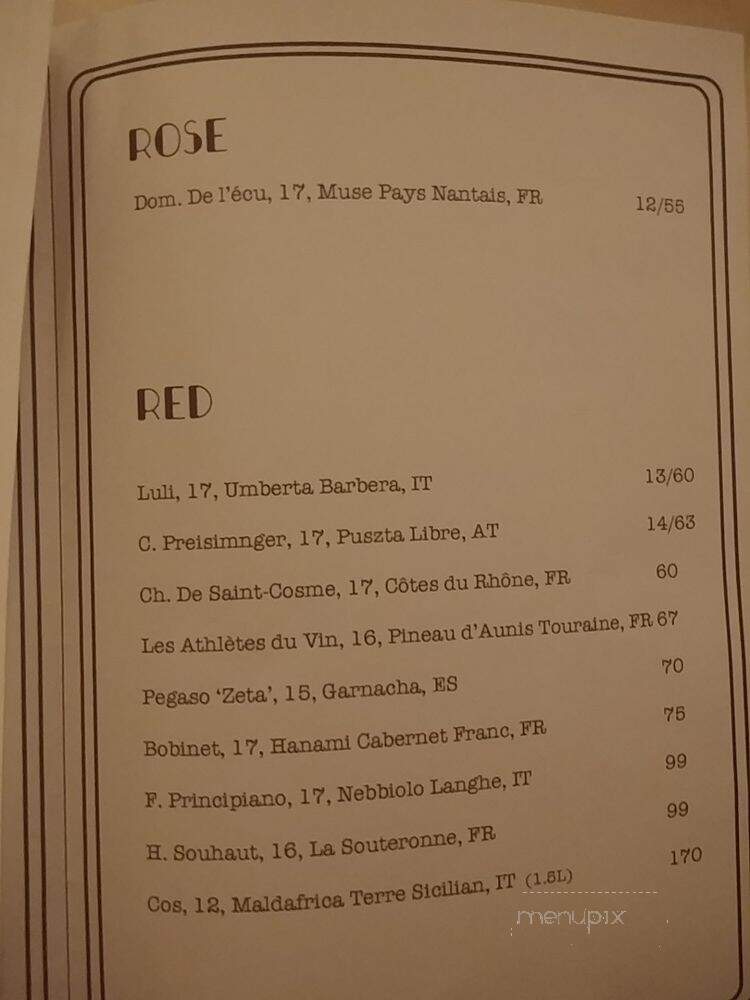 ROSE
Dom. De l'écu, 17, Muse Pays Nantais, FR 12/55
RED
Luli, 17, Umberta Barbera, IT 13/60
C. Preisimnger, 17, Puszta Libre, AT 14/63
Ch. De Saint-Cosme, 17, Côtes du Rhône, FR 60
Les Athlètes du Vin, 16, Pineau d'Aunis Touraine, FR 67
Pegaso 'Zeta', 15, Garnacha, ES 70
Bobinet, 17, Hanami Cabernet Franc, FR 75
F. Principiano, 17, Nebbiolo Langhe, IT 99
H. Souhaut, 16, La Souteronne, FR 99
Cos, 12, Maldafrica Terre Sicilian, IT (1.5L) 170
menupix